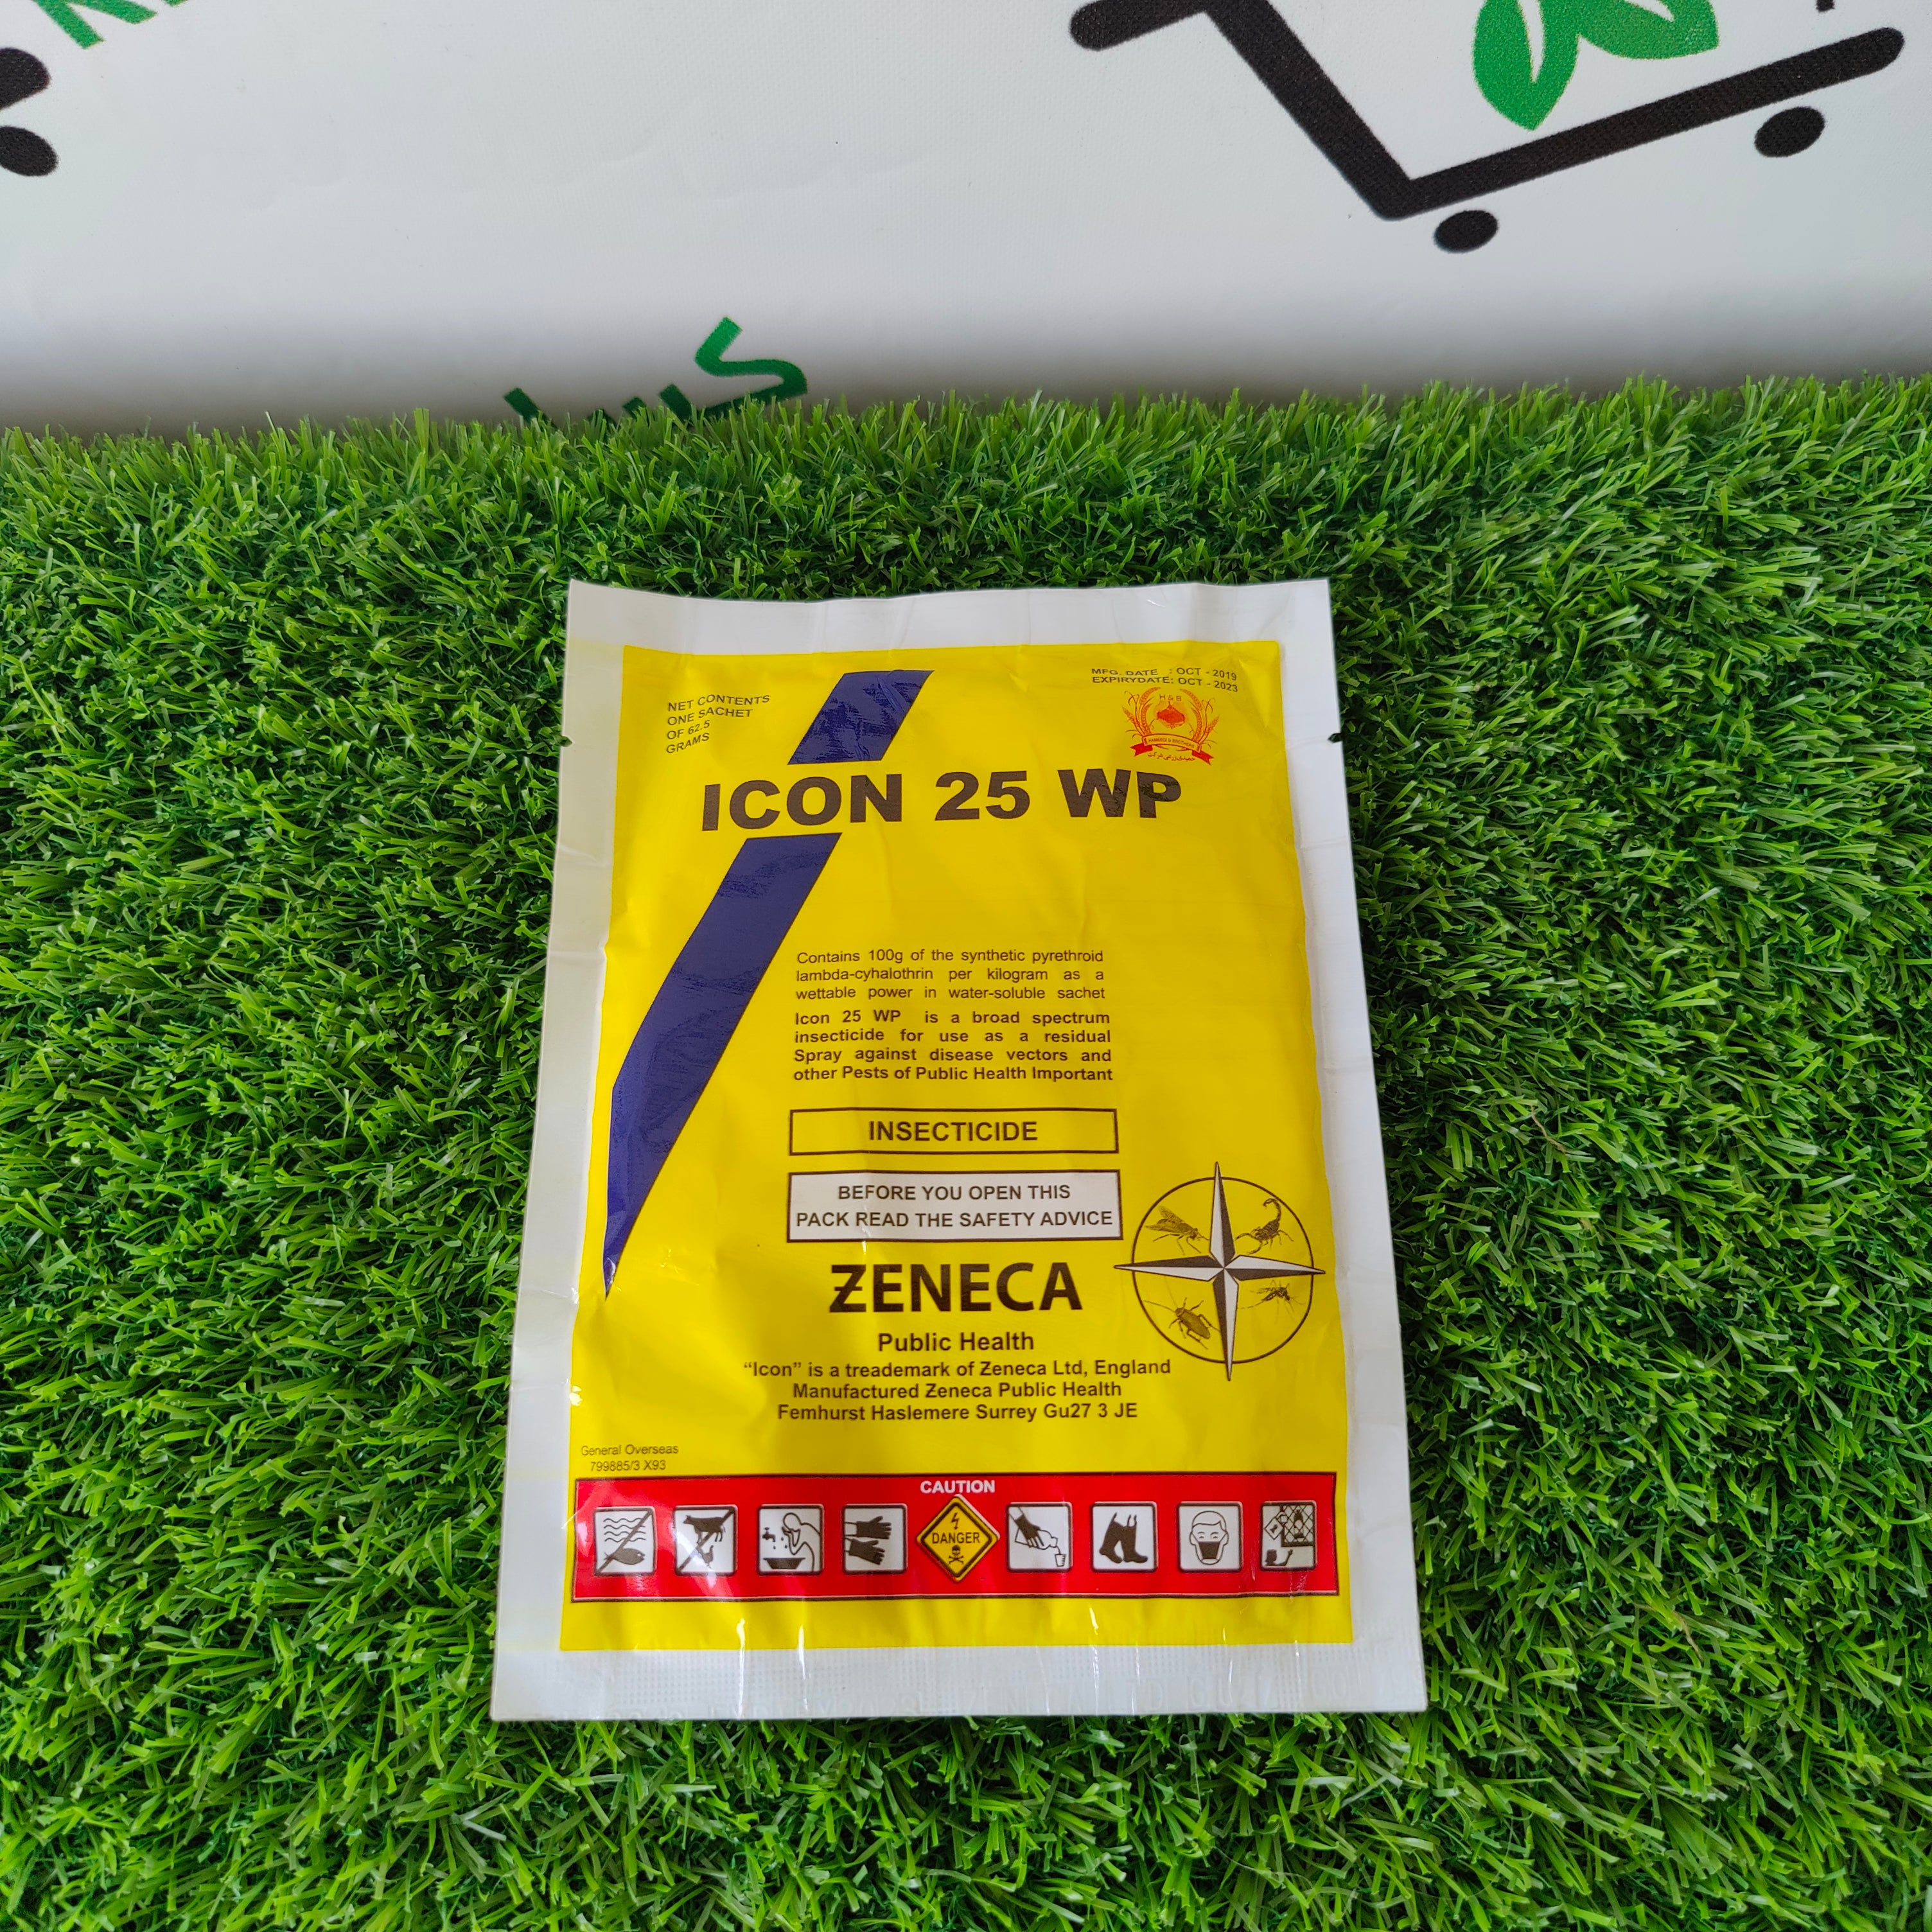 NET CONTENTS
ONE SACHET
OF 62.5
GRAMS
MFG. DATE : OCT - 2019
EXPIRYDATE: OCT - 2023
H&B
ICON 25 WP
Contains 100g of the synthetic pyrethroid
lambda-cyhalothrin per kilogram as a
wettable power in water-soluble sachet
Icon 25 WP is a broad spectrum
insecticide for use as a residual
Spray against disease vectors and
other Pests of Public Health Important
INSECTICIDE
BEFORE YOU OPEN THIS
PACK READ THE SAFETY ADVICE
ƵENECA
Public Health
“Icon” is a treademark of Ƶeneca Ltd, England
Manufactured Ƶeneca Public Health
Femhurst Haslemere Surrey Gu27 3 JE
General Overseas
799885/3 X93
CAUTION
DANGER